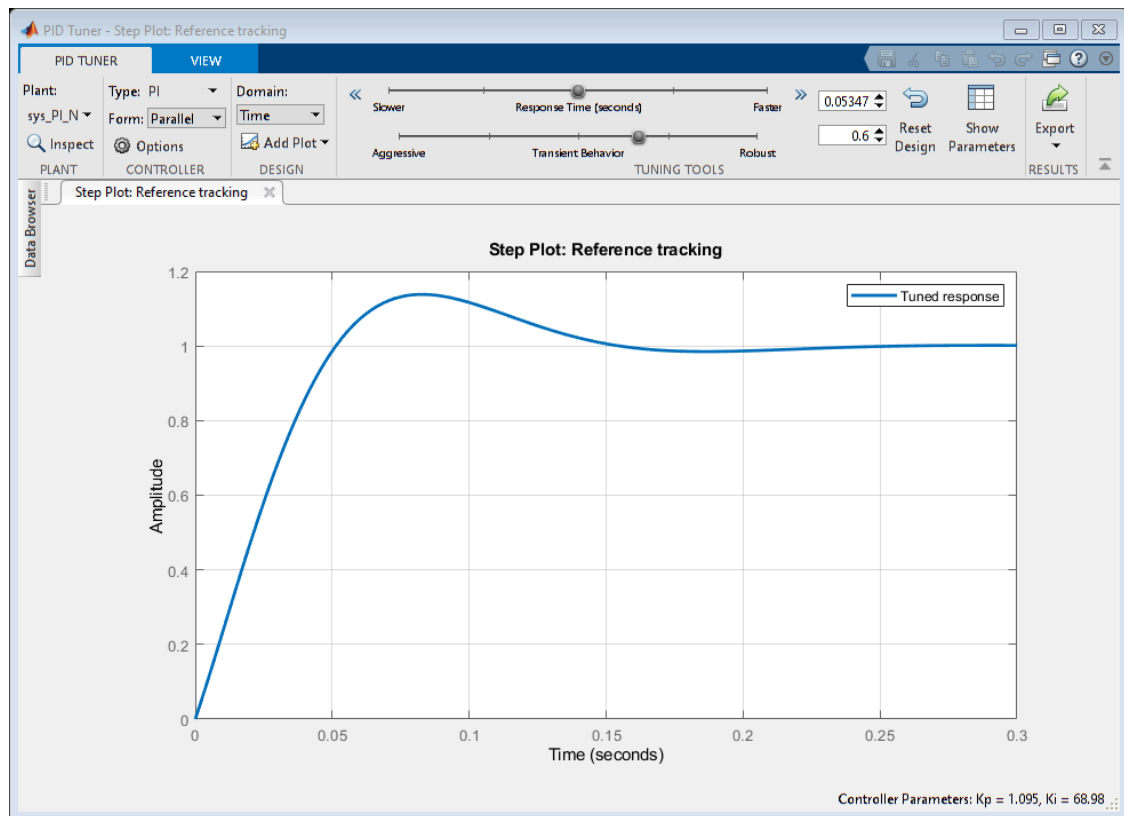 PID Tuner - Step Plot: Reference tracking
PID TUNER VIEW
Plant: Type: PI Domain:
Slower Response Time (seconds) Faster 0.05347
sys_PI_N Form: Parallel Time
Inspect Options Add Plot
Aggressive Transient Behavior Robust 0.6
Reset Design
Show Parameters
Export
PLANT CONTROLLER DESIGN TUNING TOOLS RESULTS
Data Browser
Step Plot: Reference tracking
Step Plot: Reference tracking
Tuned response
1.2
1
0.8
0.6
0.4
0.2
0
Amplitude
0 0.05 0.1 0.15 0.2 0.25 0.3
Time (seconds)
Controller Parameters: Kp = 1.095, Ki = 68.98